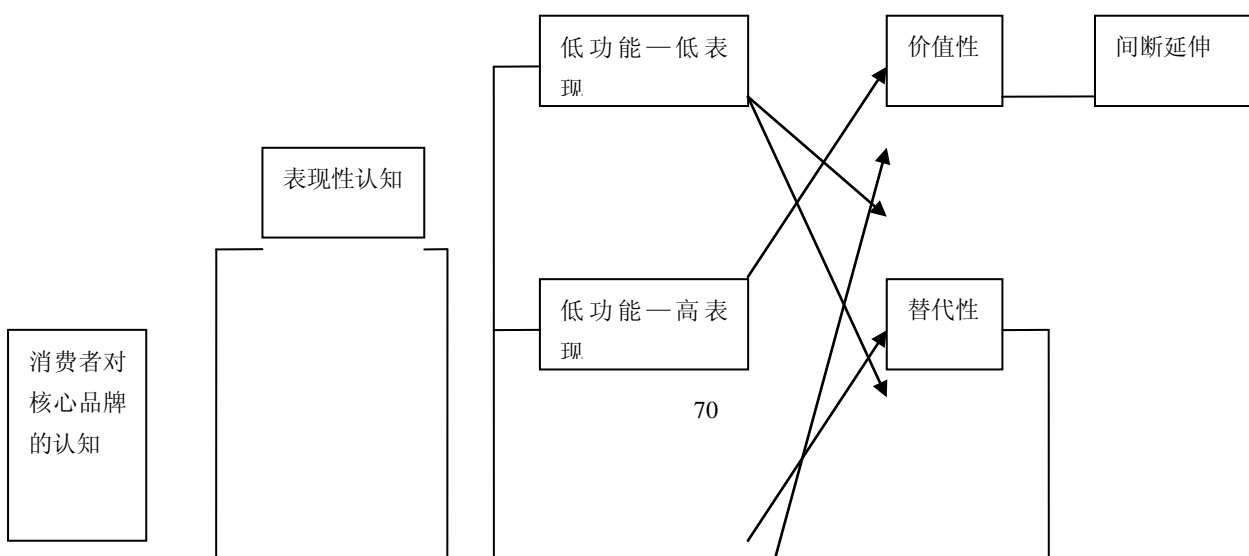 低功能—低表
现
价值性
间断延伸
表现性认知
低功能—高表
现
替代性
消费者对
核心品牌
的认知
70